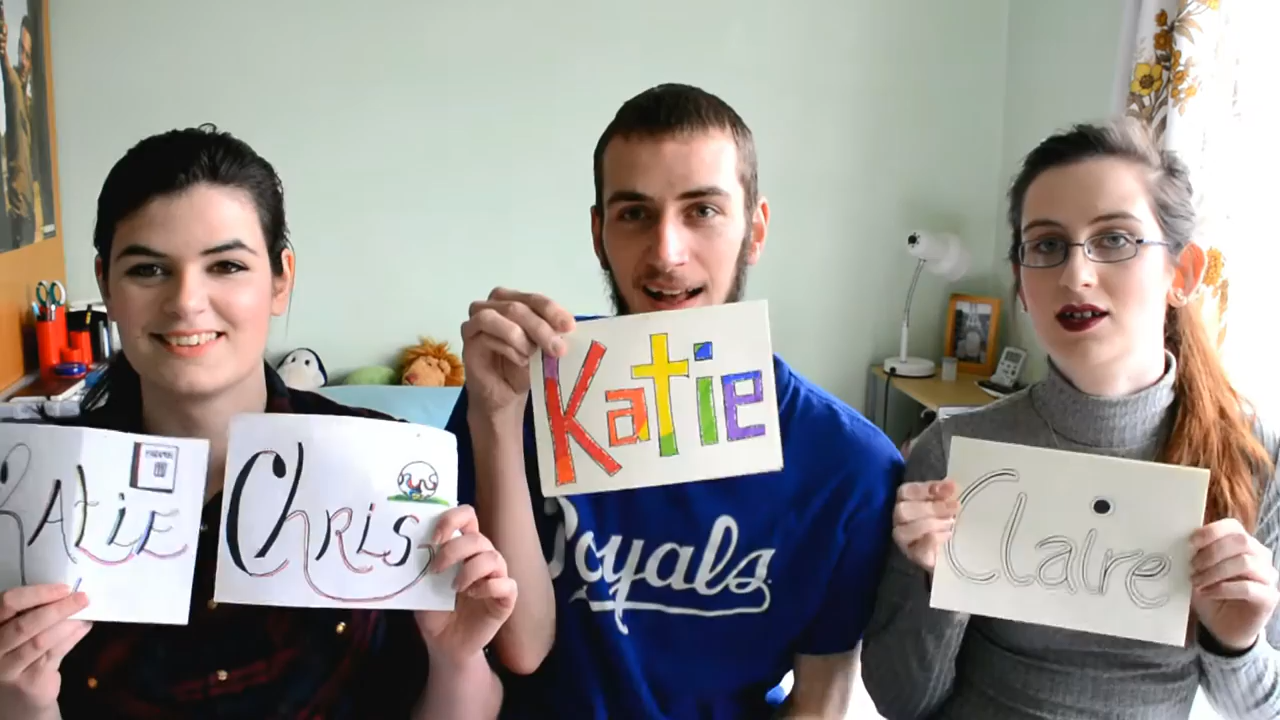 KAtiE
ChRis
Katie
Royals
Claire